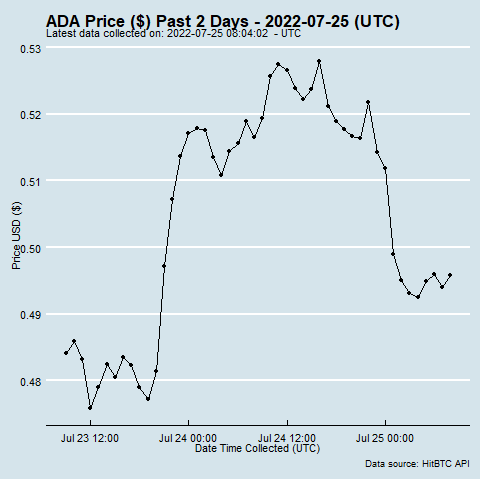 ADA Price ($) Past 2 Days - 2022-07-25 (UTC)
Latest data collected on: 2022-07-25 08:04:02  - UTC
0.53
0.52
0.51
0.50
0.49
0.48
Price USD ($)
Jul 23 12:00
Jul 24 00:00
Jul 24 12:00
Jul 25 00:00
Date Time Collected (UTC)
Data source: HitBTC API